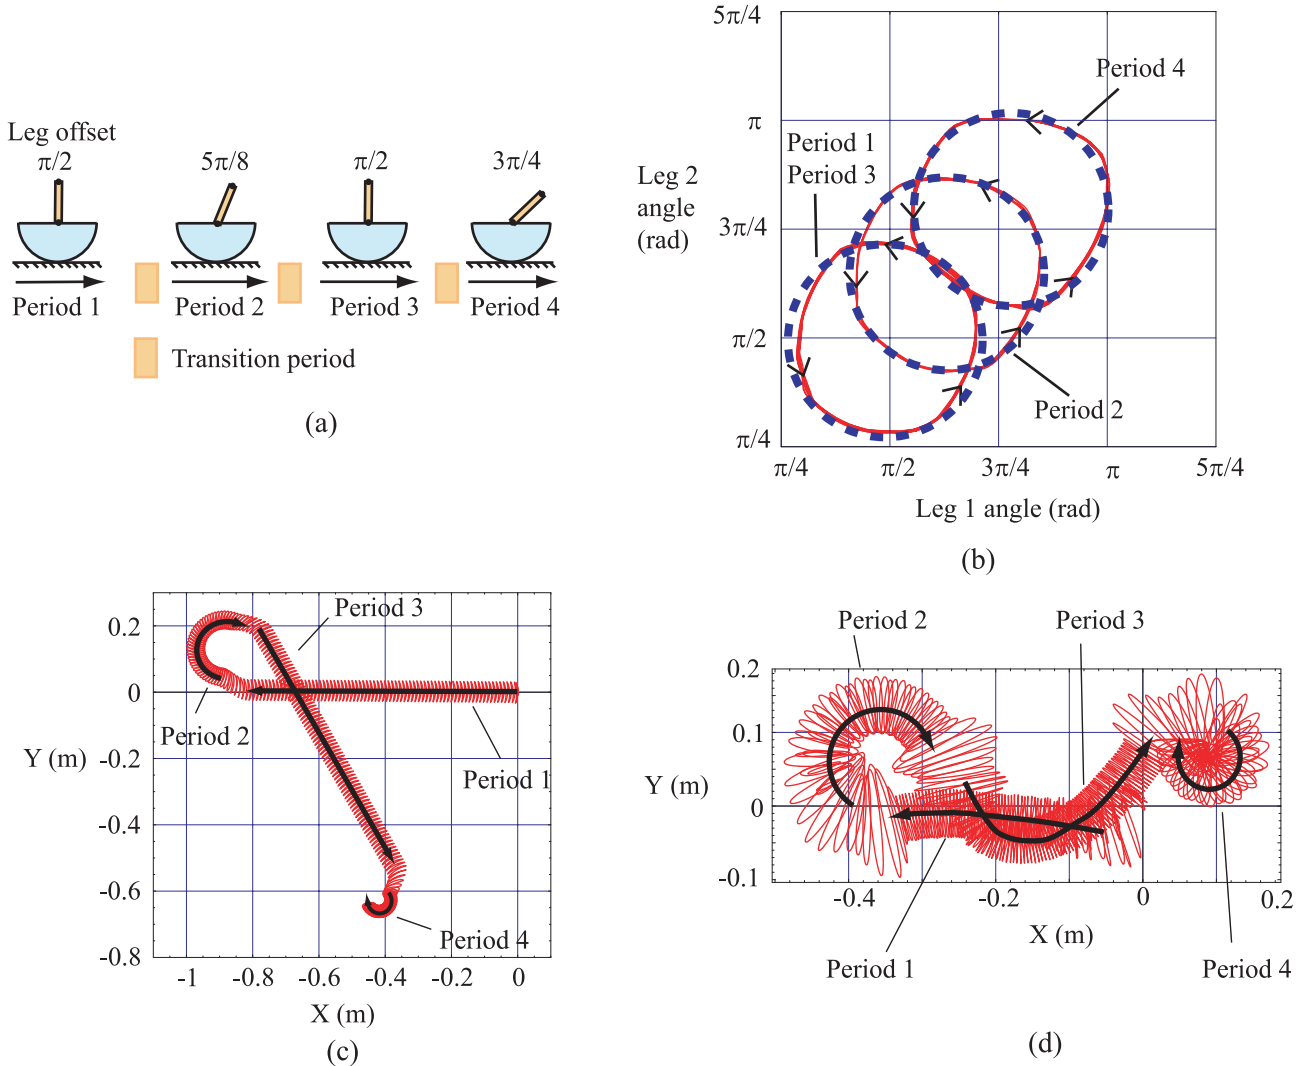 Leg offset
π/2
5π/8
π/2
3π/4
Period 1
Period 2
Period 3
Period 4
Transition period
(a)
5π/4
π
3π/4
π/2
π/4
Leg 2
angle
(rad)
Period 4
Period 1
Period 3
Period 2
π/4
π/2
3π/4
π
5π/4
Leg 1 angle (rad)
(b)
0.2
0
-0.2
-0.4
-0.6
-0.8
Y (m)
Period 3
Period 2
Period 1
Period 4
-1
-0.8
-0.6
-0.4
-0.2
0
X (m)
(c)
Period 2
Period 3
0.2
0.1
0
-0.1
Y (m)
-0.4
-0.2
0
0.2
X (m)
Period 1
Period 4
(d)